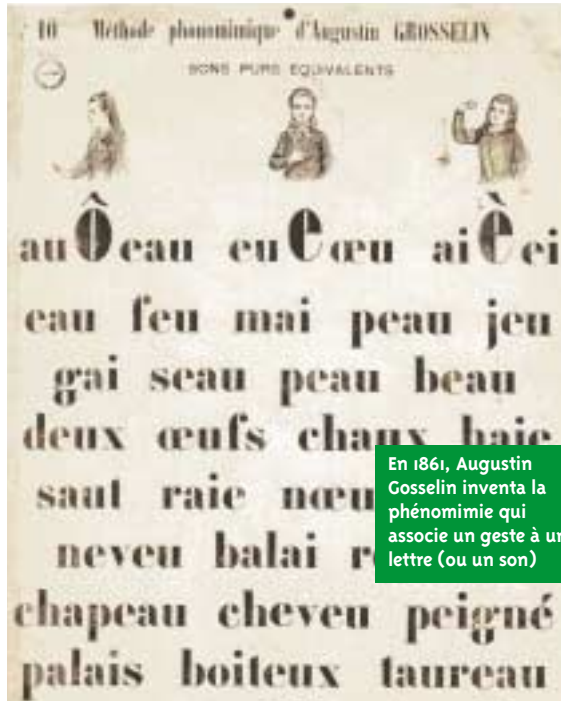 10 Méthode phonomimique d'Augustin GROSSELIN
SONS PURS EQUIVALENTS
au ô eau eu e œu ai è ei
eau feu mai peau jeu
gai seau peau beau
deux œufs chaux haie
saut raie
neveu balai
chapeau cheveu peigné
palais boiteux taureau
En 1861, Augustin
Gosselin inventa la
phénomimie qui
associe un geste à un
lettre (ou un son)